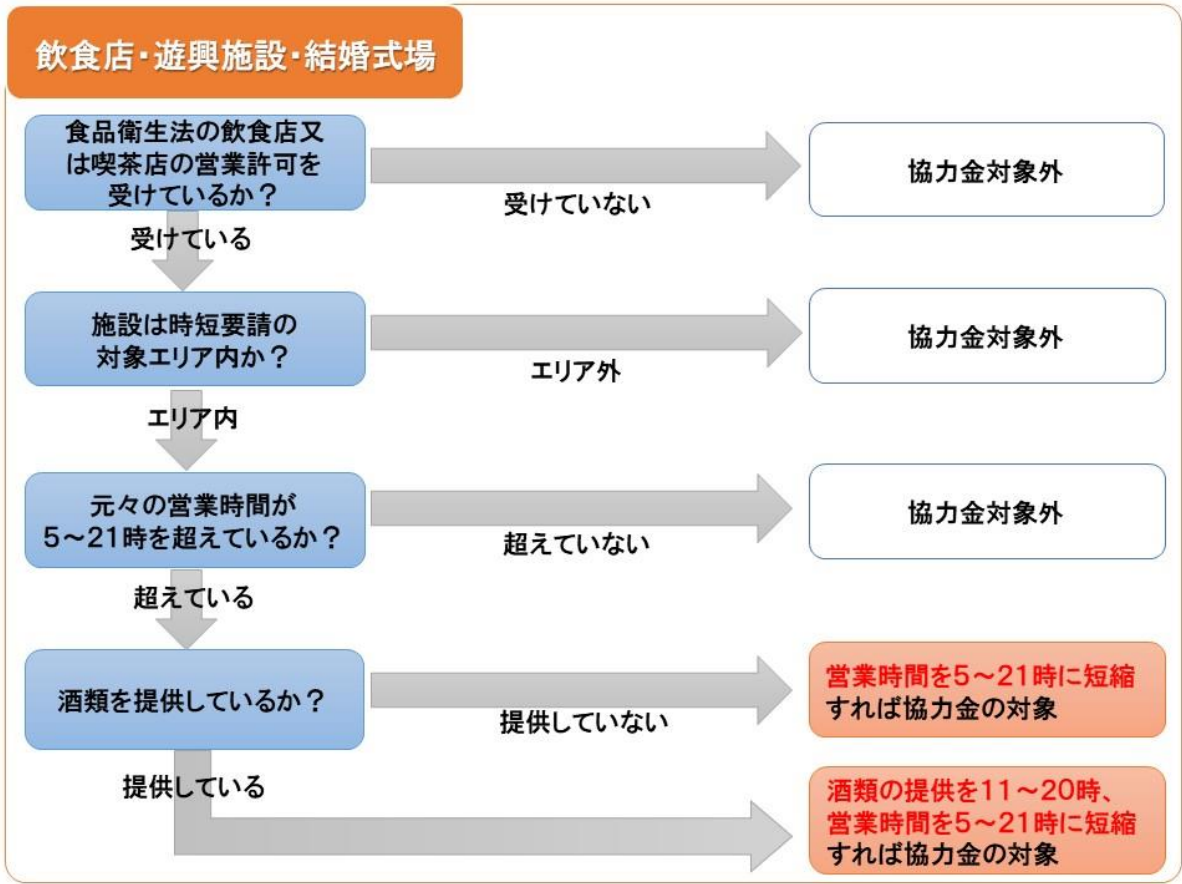 飲食店・遊興施設・結婚式場
食品衛生法の飲食店又
は喫茶店の営業許可を
受けているか？
受けていない
協力金対象外
受けている
施設は時短要請の
対象エリア内か？
エリア外
協力金対象外
エリア内
元々の営業時間が
5～21時を超えているか？
超えていない
協力金対象外
超えている
酒類を提供しているか？
提供していない
営業時間を5～21時に短縮
すれば協力金の対象
提供している
酒類の提供を11～20時、
営業時間を5～21時に短縮
すれば協力金の対象